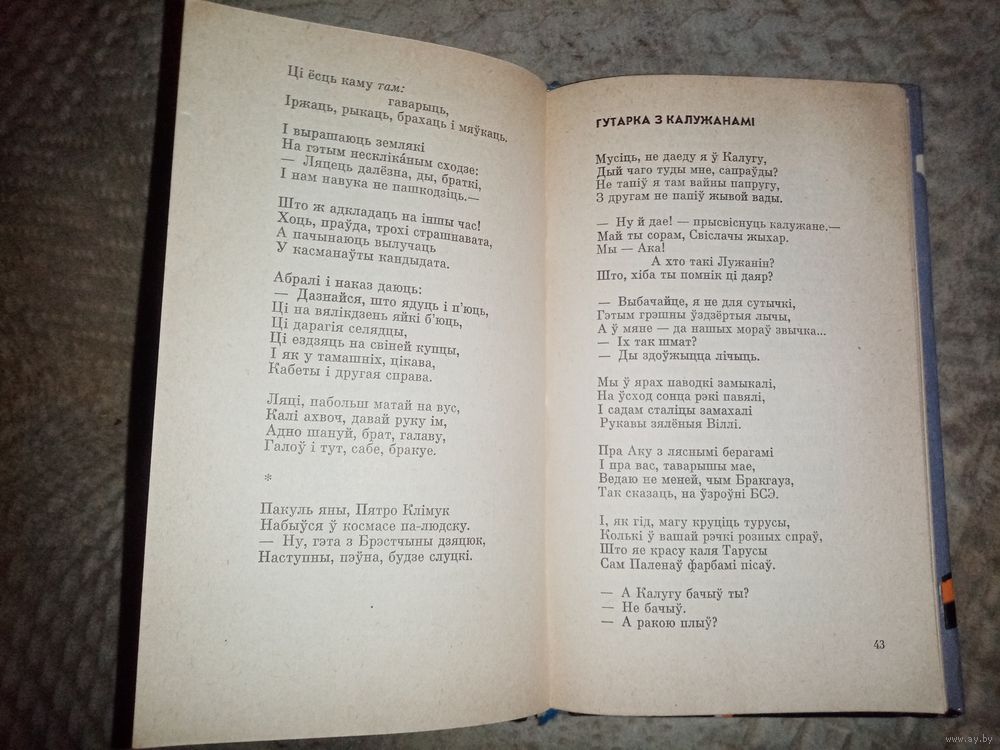 Ці ёсць каму там:
гаварыць,
Іржаць, рыкаць, брахаць і мяўкаць.
І вырашаюць землякі
На гэтым несклікáным сходзе:
— Ляцець далёзна, ды, браткі,
І нам навука не пашкодзіць.—
Што ж адкладаць на іншы час!
Хоць, праўда, трохі страшнавата,
А пачынаюць вылучаць
У касманаўты кандыдата.
Абралі і наказ даюць:
— Дазнайся, што ядуць і п'юць,
Ці на вялікдзень яйкі б'юць,
Ці дарагія селядцы,
Ці ездзяць на свіней купцы,
І як у тамашніх, цікава,
Кабеты і другая справа.
Ляці, пабольш матай на вус,
Калі ахвоч, давай руку ім,
Адно шануй, брат, галаву,
Галоў і тут, сабе, бракуе.
*
Пакуль яны, Пятро Клімук
Набыўся ў космасе па-людску.
— Ну, гэта з Брэстчыны дзяцюк,
Наступны, пэўна, будзе слуцкі.
ГУТАРКА З КАЛУЖАНАМІ
Мусіць, не даеду я ў Калугу,
Дый чаго туды мне, сапраўды?
Не тапіў я там вайны папругу,
З другам не папіў жывой вады.
— Ну й дае! — прысвіснуць калужане.—
Май ты сорам, Свіслачы жыхар.
Мы — Ака!
А хто такі Лужанін?
Што, хіба ты помнік ці даяр?
— Выбачайце, я не для сутычкі,
Гэтым грэшны ўздзёртыя лычы,
А ў мяне — да нашых мораў звычка...
— Іх так шмат?
— Ды здоўжыцца лічыць.
Мы ў ярах паводкі замыкалі,
На ўсход сонца рэкі павялі,
І садам сталіцы замахалі
Рукавы зялёныя Віллі.
Пра Аку з ляснымі берагамі
І пра вас, таварышы мае,
Ведаю не меней, чым Бракгауз,
Так сказаць, на ўзроўні БСЭ.
І, як гід, магу круціць турусы,
Колькі ў вашай рэчкі розных спраў,
Што яе красу каля Тарусы
Сам Паленаў фарбамі пісаў.
— А Калугу бачыў ты?
— Не бачыў.
— А ракою плыў?
43
www.ay.by